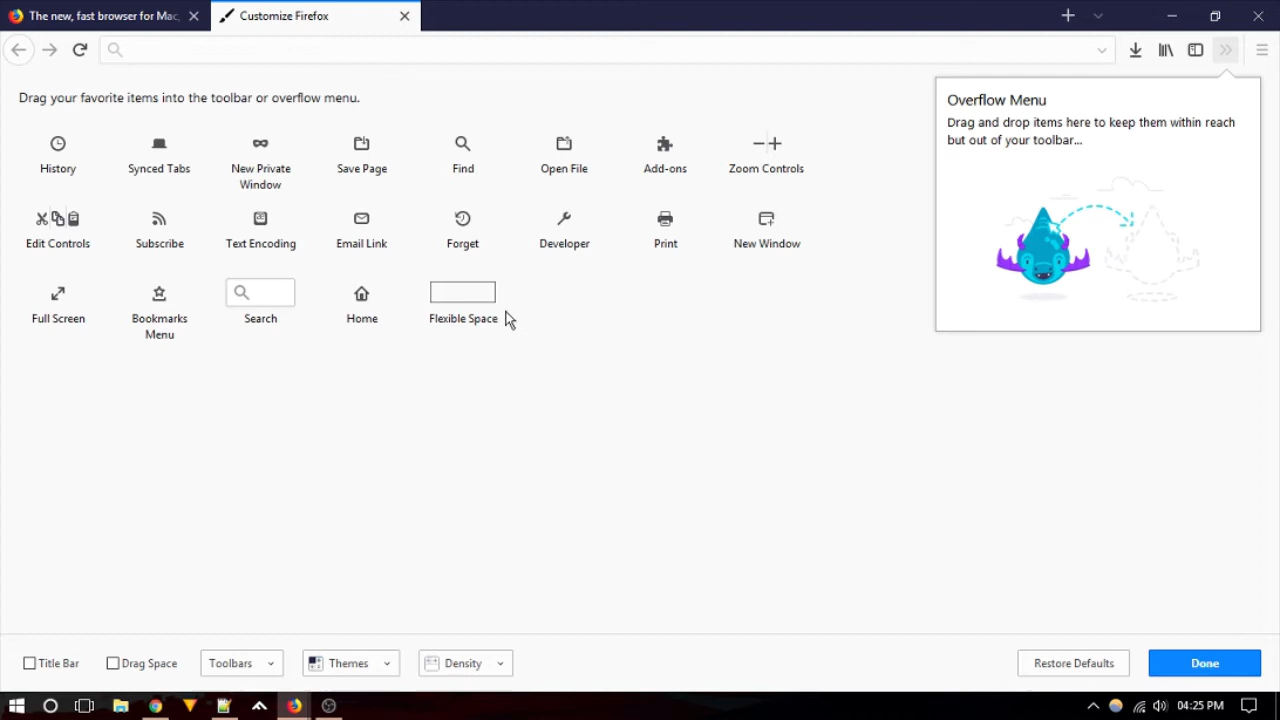 The new, fast browser for Mac,
Customize Firefox
Drag your favorite items into the toolbar or overflow menu.
History
Synced Tabs
New Private
Window
Save Page
Find
Open File
Add-ons
Zoom Controls
Edit Controls
Subscribe
Text Encoding
Email Link
Forget
Developer
Print
New Window
Full Screen
Bookmarks
Menu
Search
Home
Flexible Space
Overflow Menu
Drag and drop items here to keep them within reach
but out of your toolbar...
Title Bar
Drag Space
Toolbars
Themes
Density
Restore Defaults
Done
04:25 PM